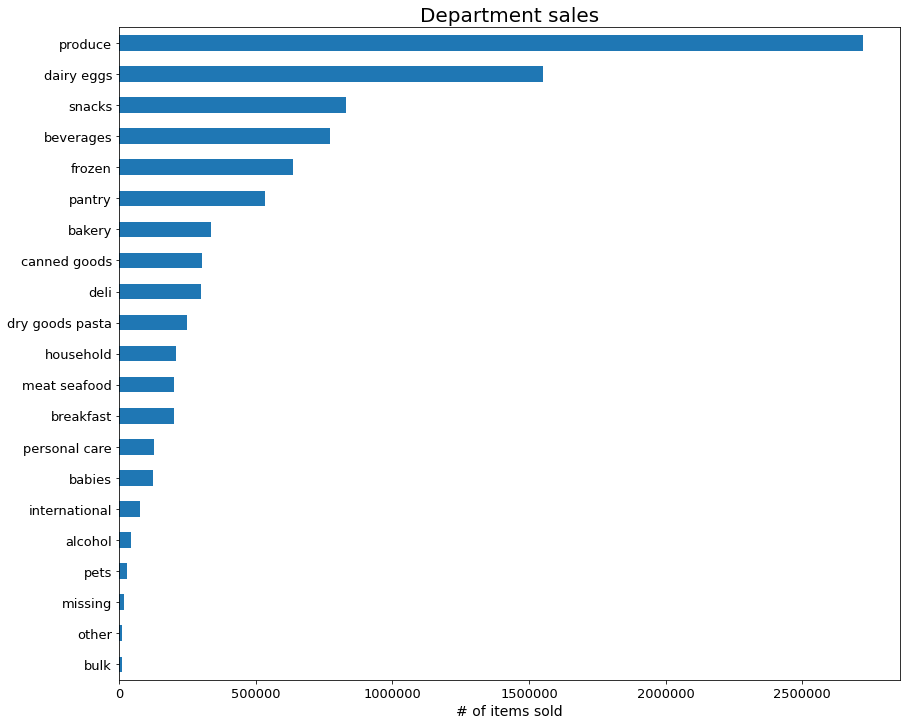 Department sales
produce
dairy eggs
snacks
beverages
frozen
pantry
bakery
canned goods
deli
dry goods pasta
household
meat seafood
breakfast
personal care
babies
international
alcohol
pets
missing
other
bulk
0 500000 1000000 1500000 2000000 2500000
# of items sold